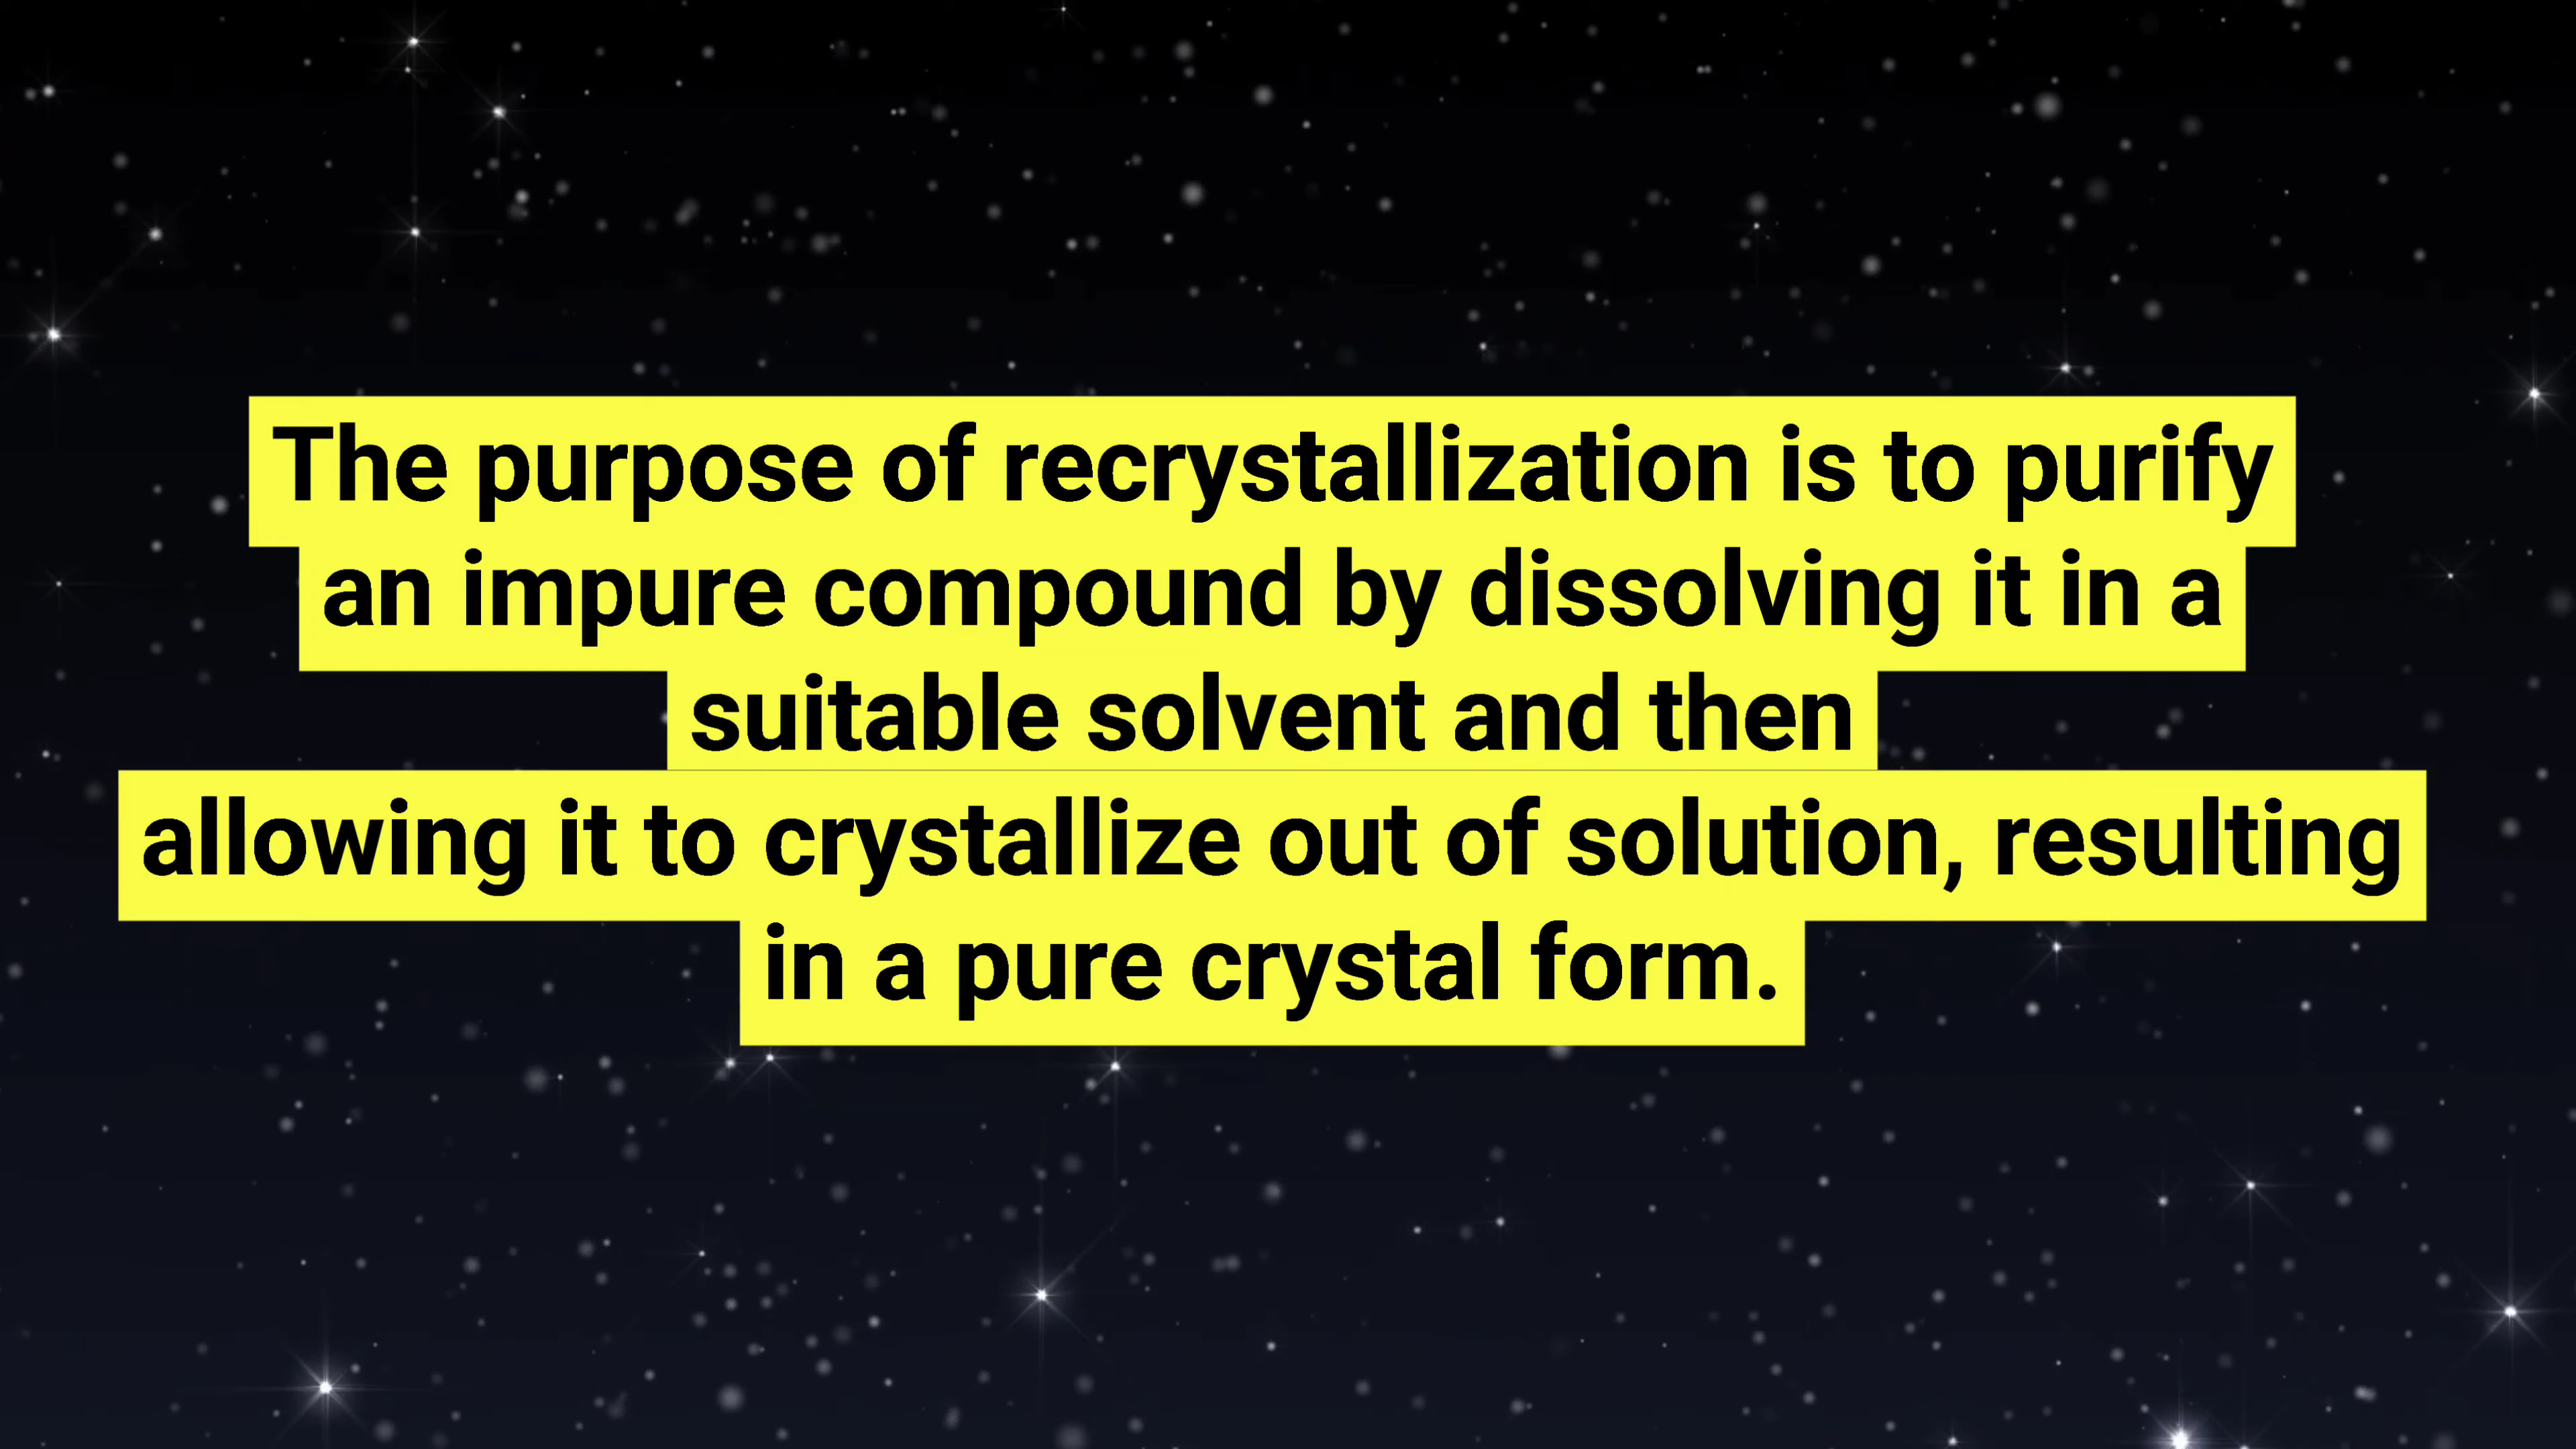 The purpose of recrystallization is to purify
an impure compound by dissolving it in a
suitable solvent and then
allowing it to crystallize out of solution, resulting
in a pure crystal form.